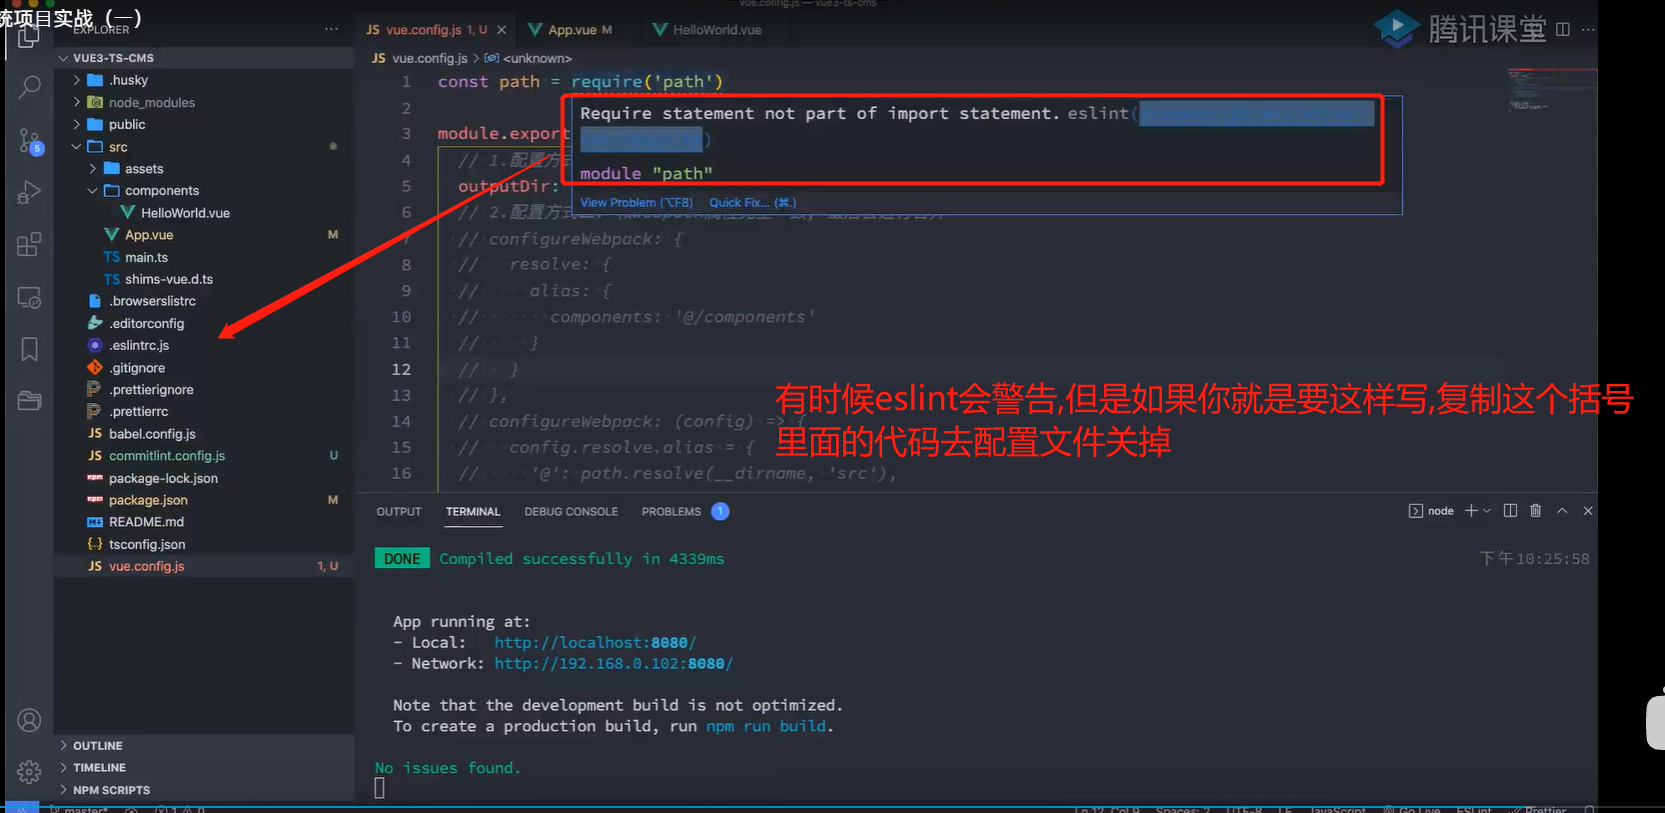 统项目实战（一）
vue.config.js — vue3-ts-cms
腾讯课堂
EXPLORER
VUE3-TS-CMS
.husky
node_modules
public
src
assets
components
HelloWorld.vue
App.vue M
main.ts
shims-vue.d.ts
.browserslistrc
.editorconfig
.eslintrc.js
.gitignore
.prettierignore
.prettierrc
babel.config.js
commitlint.config.js U
package-lock.json
package.json M
README.md
tsconfig.json
vue.config.js 1, U
OUTLINE
TIMELINE
NPM SCRIPTS
5
JS vue.config.js 1, U
App.vue M
HelloWorld.vue
JS vue.config.js > <unknown>
1 const path = require('path')
2
3 module.export
4 // 1.配置方式
5 outputDir:
6 // 2.配置方式
7 // configureWebpack: {
8 // resolve: {
9 // alias: {
10 // components: '@/components'
11 // }
12 // }
13 // },
14 // configureWebpack: (config) => {
15 // config.resolve.alias = {
16 // '@': path.resolve(__dirname, 'src'),
Require statement not part of import statement. eslint(
)
module "path"
View Problem (⌥F8) Quick Fix... (⌘.)
有时候eslint会警告,但是如果你就是要这样写,复制这个括号
里面的代码去配置文件关掉
OUTPUT TERMINAL DEBUG CONSOLE PROBLEMS 1
node
DONE Compiled successfully in 4339ms 下午10:25:58
App running at:
- Local: http://localhost:8080/
- Network: http://192.168.0.102:8080/
Note that the development build is not optimized.
To create a production build, run npm run build.
No issues found.
master* 1 0 Ln 12, Col 9 Spaces: 2 UTF-8 LF JavaScript Go Live ESLint Prettier